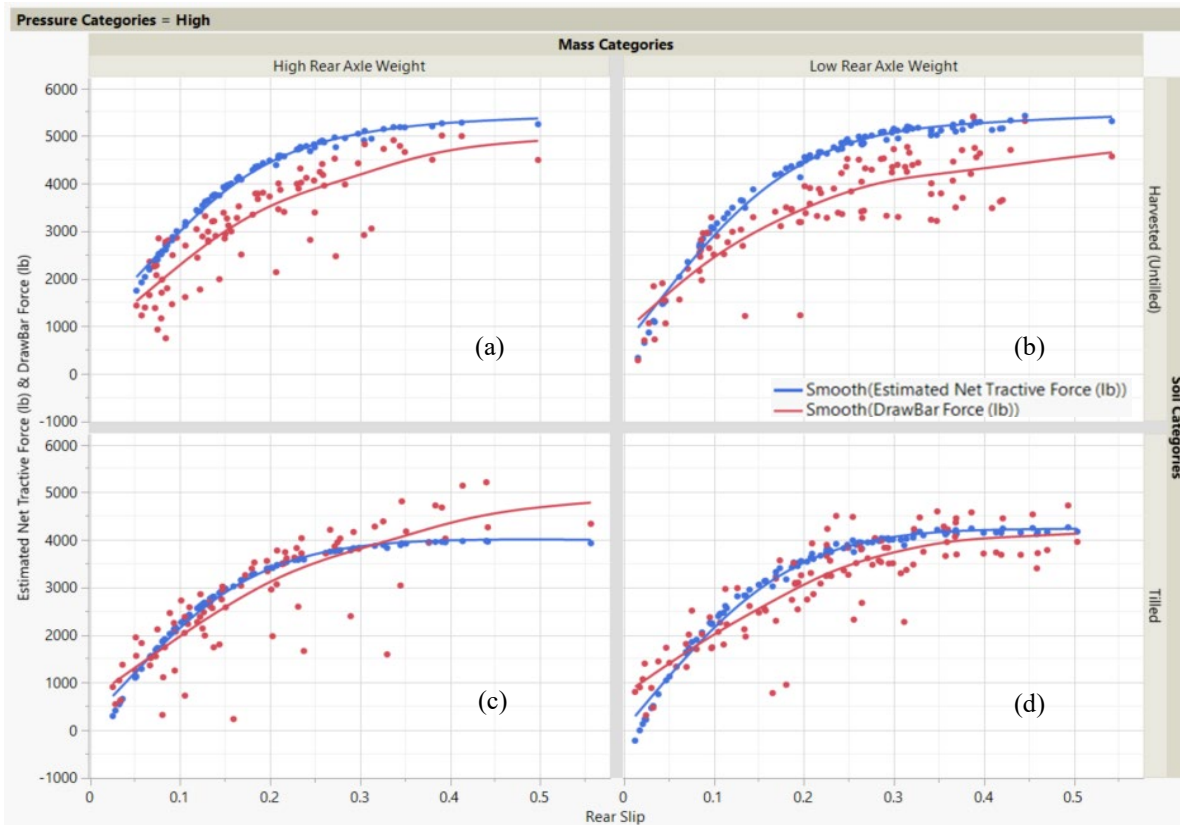 Pressure Categories = High
Mass Categories
High Rear Axle Weight
Low Rear Axle Weight
Estimated Net Tractive Force (lb) & DrawBar Force (lb)
6000
5000
4000
3000
2000
1000
0
-1000
(a)
(b)
Smooth(Estimated Net Tractive Force (lb))
Smooth(DrawBar Force (lb))
Harvested (Untilled)
Soil Categories
6000
5000
4000
3000
2000
1000
0
-1000
(c)
(d)
Tilled
0 0.1 0.2 0.3 0.4 0.5
0 0.1 0.2 0.3 0.4 0.5
Rear Slip